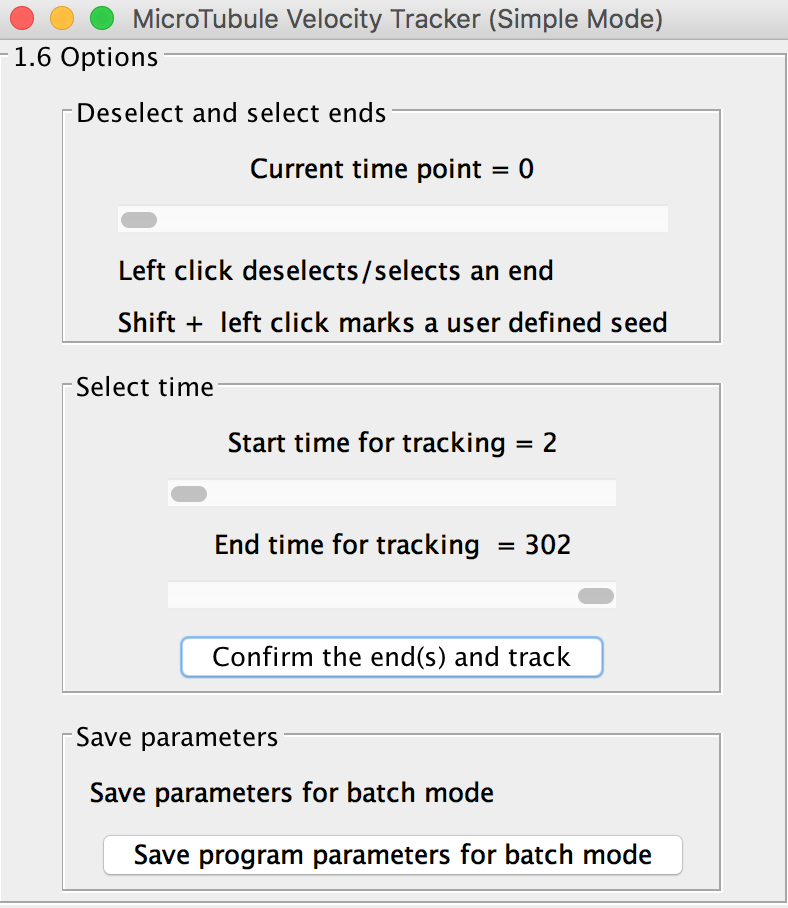 MicroTubule Velocity Tracker (Simple Mode)
1.6 Options
Deselect and select ends
Current time point = 0
Left click deselects/selects an end
Shift +  left click marks a user defined seed
Select time
Start time for tracking = 2
End time for tracking  = 302
Confirm the end(s) and track
Save parameters
Save parameters for batch mode
Save program parameters for batch mode